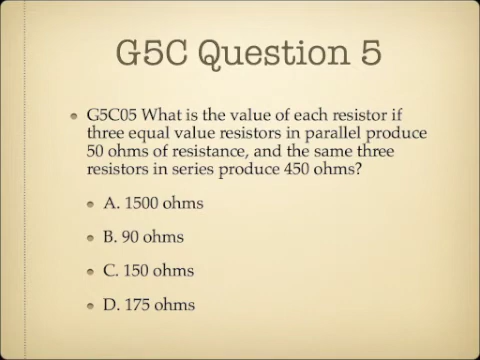 G5C Question 5
• G5C05 What is the value of each resistor if
three equal value resistors in parallel produce
50 ohms of resistance, and the same three
resistors in series produce 450 ohms?
• A. 1500 ohms
• B. 90 ohms
• C. 150 ohms
• D. 175 ohms